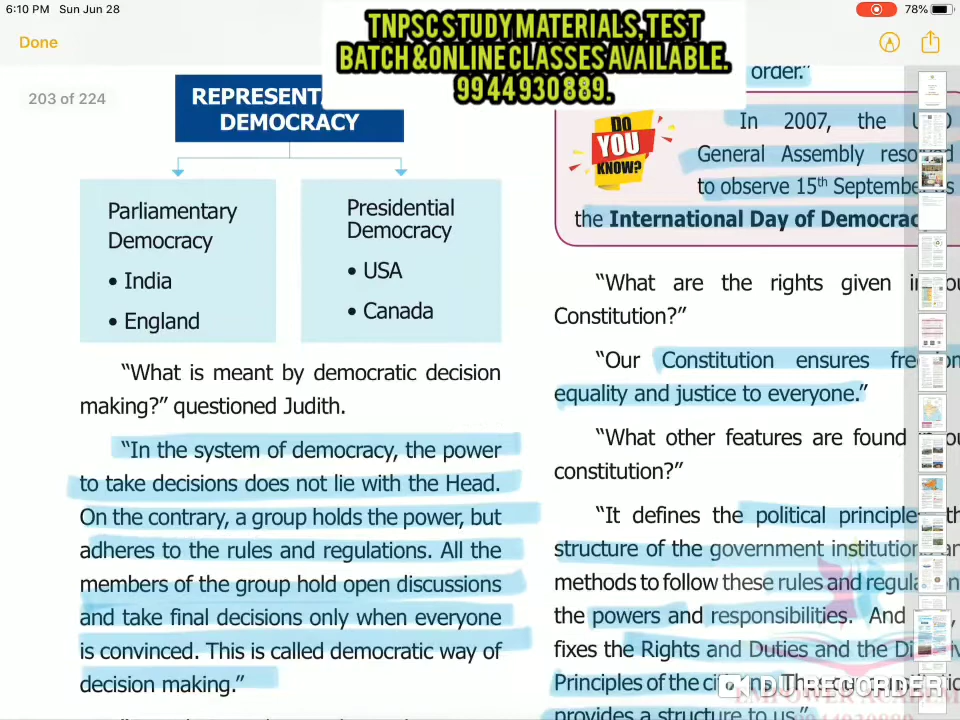 6:10 PM Sun Jun 28
78%
Done
TNPSC STUDY MATERIALS, TEST
BATCH & ONLINE CLASSES AVAILABLE.
9944930889.
203 of 224
REPRESENT
DEMOCRACY
Parliamentary
Democracy
• India
• England
Presidential
Democracy
• USA
• Canada
“What is meant by democratic decision
making?” questioned Judith.
“In the system of democracy, the power
to take decisions does not lie with the Head.
On the contrary, a group holds the power, but
adheres to the rules and regulations. All the
members of the group hold open discussions
and take final decisions only when everyone
is convinced. This is called democratic way of
decision making.”
order.”
DO
YOU
KNOW?
In 2007, the
General Assembly
to observe 15th September
the International Day of
“What are the rights given
Constitution?”
“Our Constitution ensures
equality and justice to everyone.”
“What other features are found
constitution?”
“It defines the political
structure of the government
methods to follow these rules and
the powers and responsibilities. And
fixes the Rights and Duties and the
Principles of the
provides a structure to us.”
DU RECORDER
EMPOWER